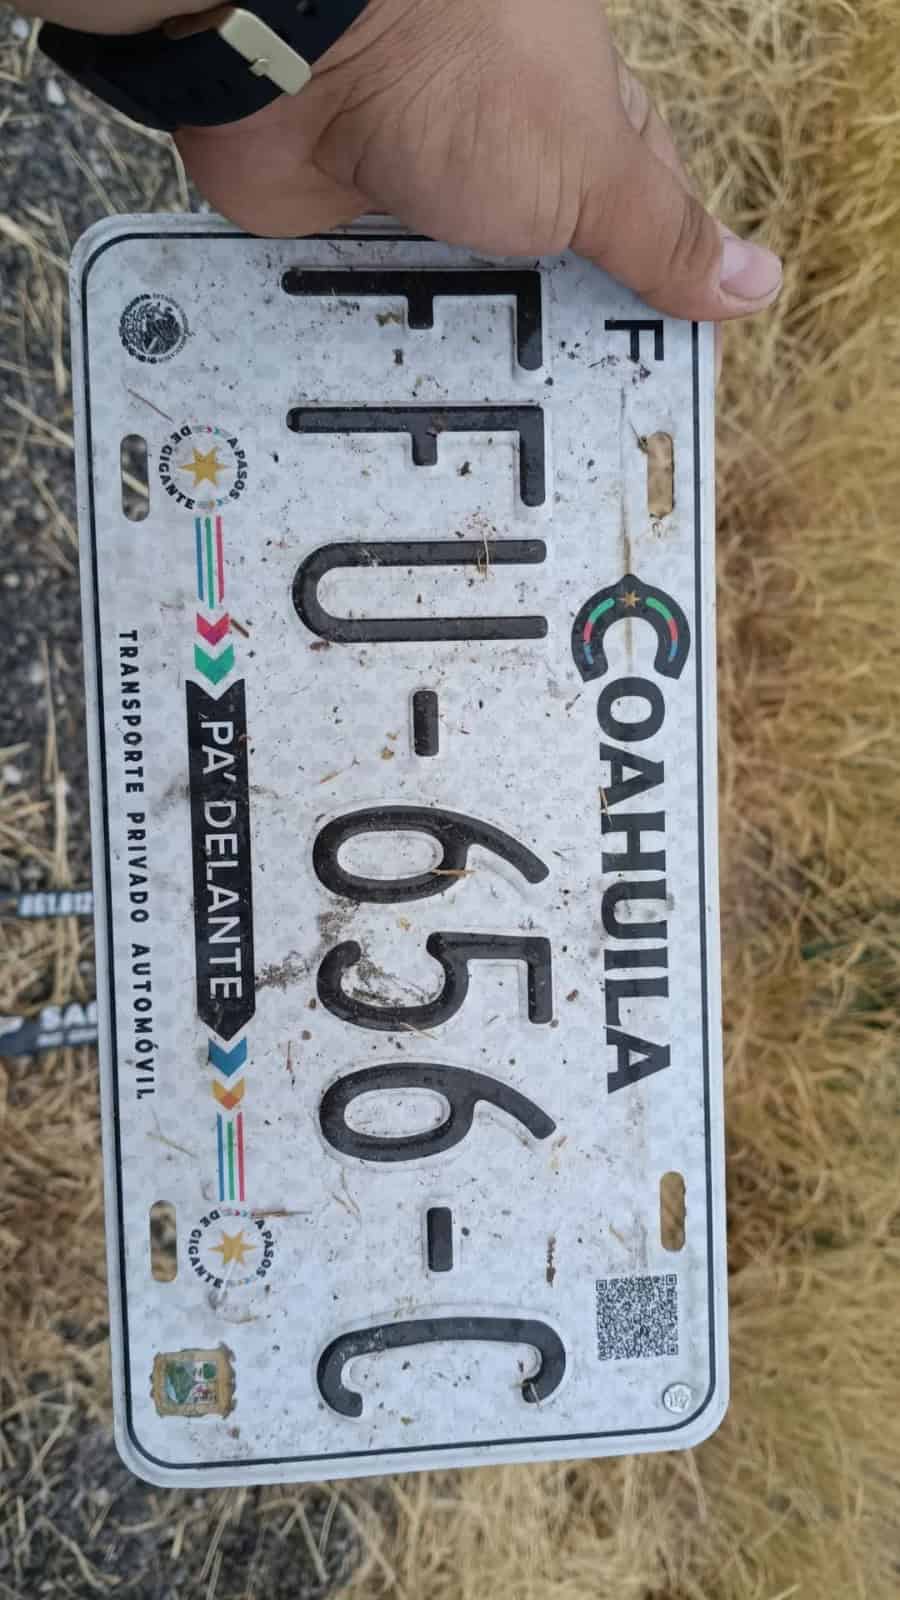 F
COAHUILA
FFU-656-C
A PASOS DE GIGANTE
PA' DELANTE
A PASOS DE GIGANTE
TRANSPORTE PRIVADO AUTOMÓVIL